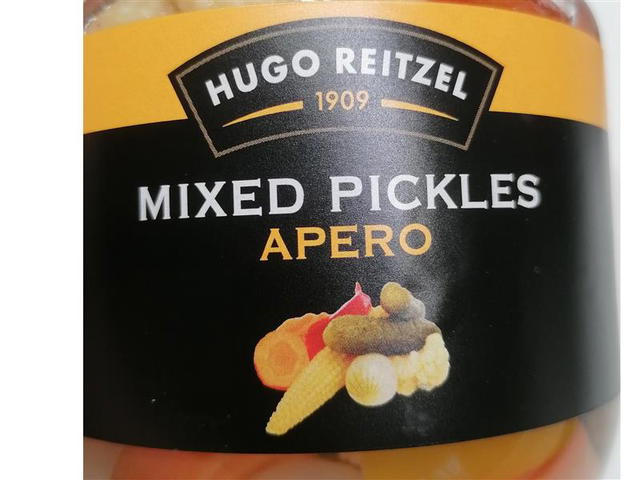 HUGO REITZEL
1909
MIXED PICKLES
APERO